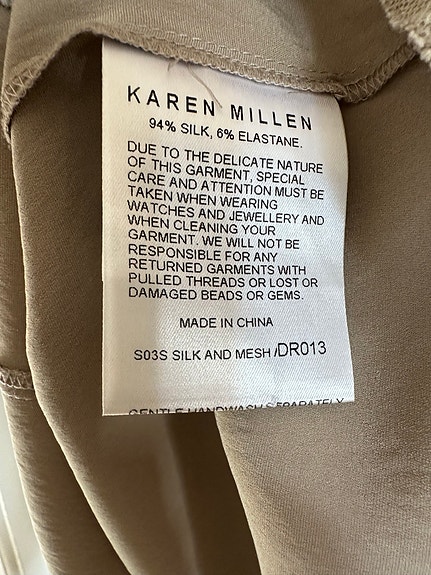 KAREN MILLEN
94% SILK, 6% ELASTANE.
DUE TO THE DELICATE NATURE
OF THIS GARMENT, SPECIAL
CARE AND ATTENTION MUST BE
TAKEN WHEN WEARING
WATCHES AND JEWELLERY AND
WHEN CLEANING YOUR
GARMENT. WE WILL NOT BE
RESPONSIBLE FOR ANY
RETURNED GARMENTS WITH
PULLED THREADS OR LOST OR
DAMAGED BEADS OR GEMS.
MADE IN CHINA
S03S SILK AND MESH /DR013
GENTLE HANDWASH SEPARATELY